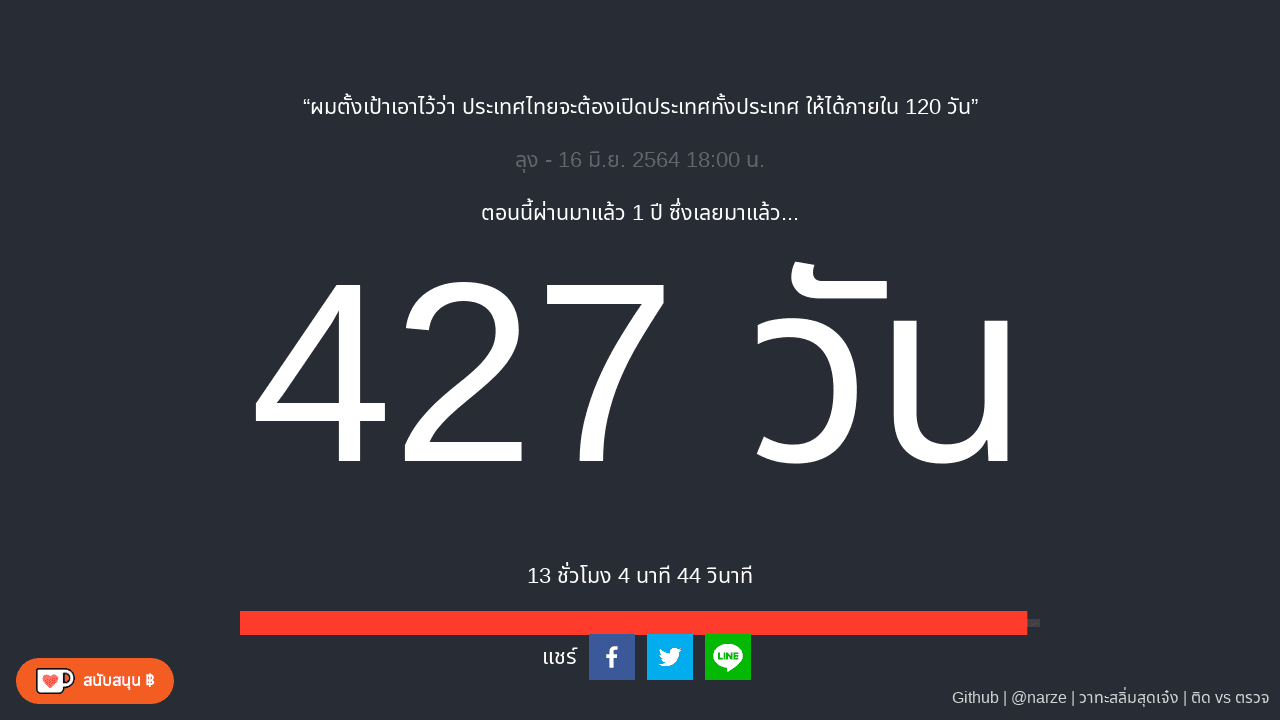 “ผมตั้งเป้าเอาไว้ว่า ประเทศไทยจะต้องเปิดประเทศทั้งประเทศ ให้ได้ภายใน 120 วัน”
ลุง - 16 มิ.ย. 2564 18:00 น.
ตอนนี้ผ่านมาแล้ว 1 ปี ซึ่งเลยมาแล้ว...
427 วัน
13 ชั่วโมง 4 นาที 44 วินาที
แชร์ LINE
สนับสนุน ฿
Github | @narze | วาทะสลิ่มสุดเจ๋ง | ติด vs ตรวจ